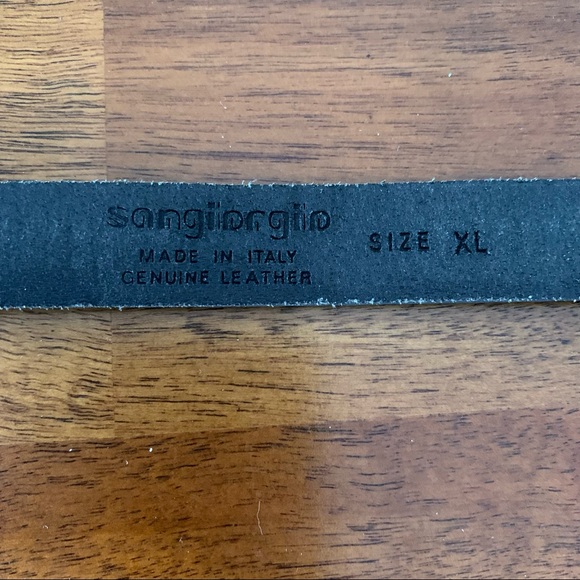 sangiorgio
MADE IN ITALY
GENUINE LEATHER
SIZE XL